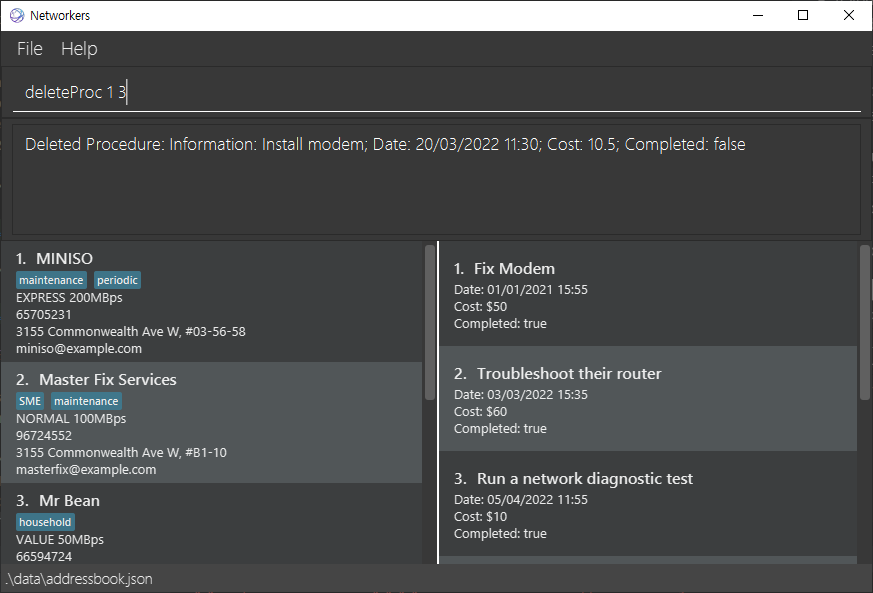 Networkers
File Help
deleteProc 1 3
Deleted Procedure: Information: Install modem; Date: 20/03/2022 11:30; Cost: 10.5; Completed: false
1. MINISO
maintenance periodic
EXPRESS 200MBps
65705231
3155 Commonwealth Ave W, #03-56-58
miniso@example.com
2. Master Fix Services
SME maintenance
NORMAL 100MBps
96724552
3155 Commonwealth Ave W, #B1-10
masterfix@example.com
3. Mr Bean
household
VALUE 50MBps
66594724
1. Fix Modem
Date: 01/01/2021 15:55
Cost: $50
Completed: true
2. Troubleshoot their router
Date: 03/03/2022 15:35
Cost: $60
Completed: true
3. Run a network diagnostic test
Date: 05/04/2022 11:55
Cost: $10
Completed: true
.\data\addressbook.json